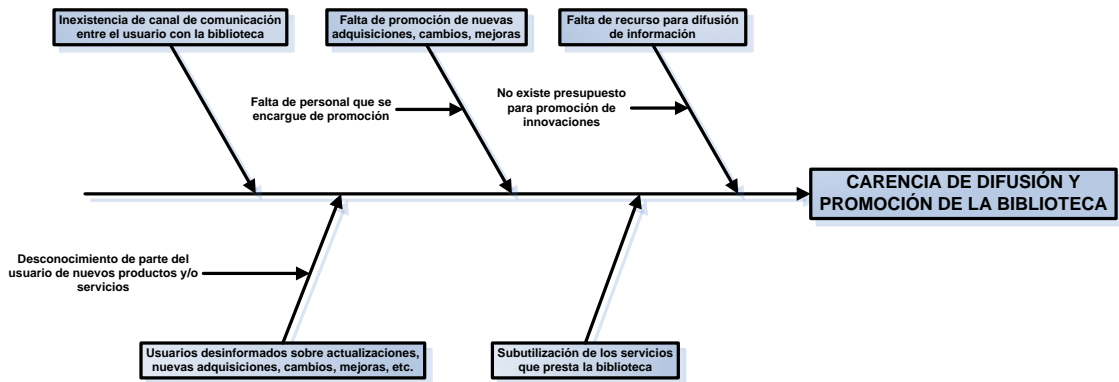 Inexistencia de canal de comunicación
entre el usuario con la biblioteca
Falta de promoción de nuevas
adquisiciones, cambios, mejoras
Falta de recurso para difusión
de información
Falta de personal que se
encargue de promoción
No existe presupuesto
para promoción de
innovaciones
CARENCIA DE DIFUSIÓN Y
PROMOCIÓN DE LA BIBLIOTECA
Desconocimiento de parte del
usuario de nuevos productos y/o
servicios
Usuarios desinformados sobre actualizaciones,
nuevas adquisiciones, cambios, mejoras, etc.
Subutilización de los servicios
que presta la biblioteca